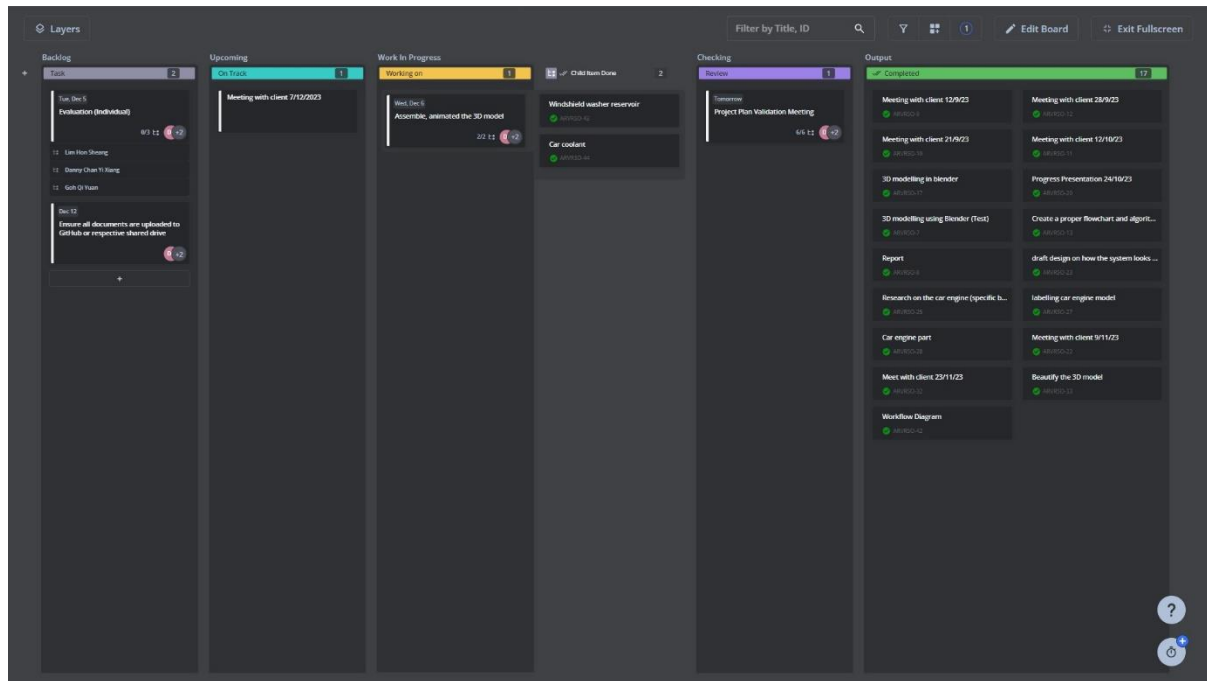 Layers
Filter by Title, ID
1
Edit Board
Exit Fullscreen
Backlog
Task 2
Tue, Dec 5
Evaluation (Individual)
0/3 +2
Lim Hon Sheang
Danny Chan Yi Xiang
Goh Qi Yuan
Dec 12
Ensure all documents are uploaded to
GitHub or respective shared drive
+2
+
Upcoming
On Track 1
Meeting with client 7/12/2023
Work In Progress
Working on 1
Wed, Dec 6
Assemble, animated the 3D model
2/2 +2
Child Item Done 2
Windshield washer reservoir
Car coolant
Checking
Review 1
Tomorrow
Project Plan Validation Meeting
6/6 +2
Output
Completed 17
Meeting with client 12/9/23
Meeting with client 28/9/23
Meeting with client 21/9/23
Meeting with client 12/10/23
3D modelling in blender
Progress Presentation 24/10/23
3D modelling using Blender (Test)
Create a proper flowchart and algorit...
Report
draft design on how the system looks ...
Research on the car engine (specific b...
labelling car engine model
Car engine part
Meeting with client 9/11/23
Meet with client 23/11/23
Beautify the 3D model
Workflow Diagram
?